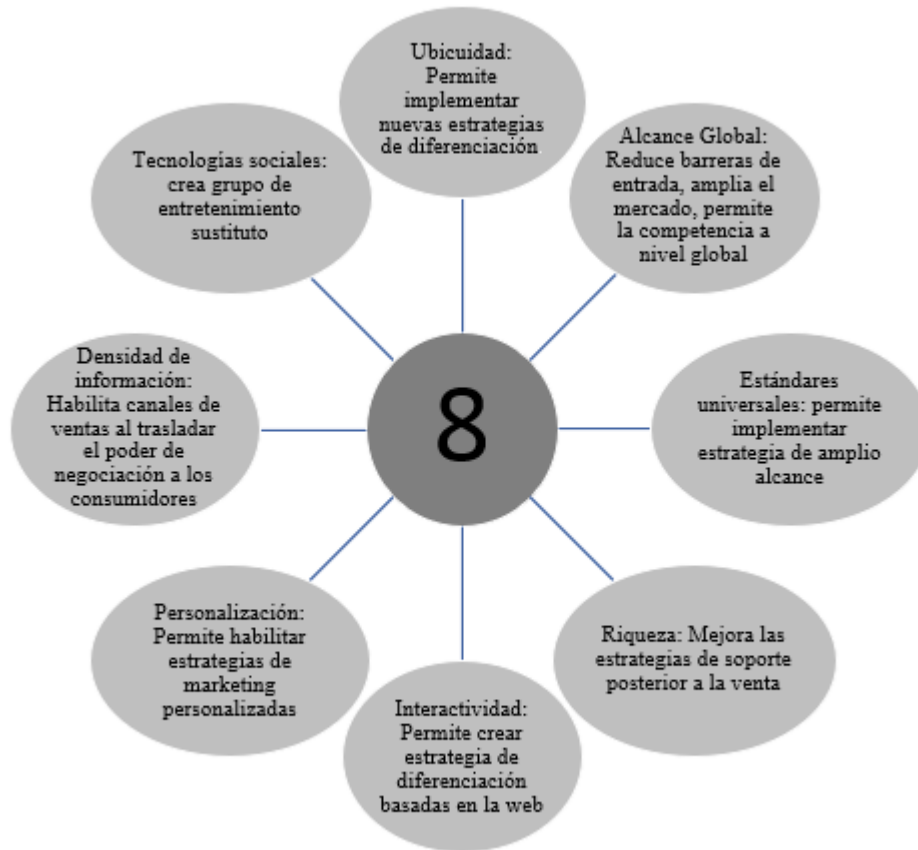 Ubicuidad:
Permite
implementar
nuevas estrategias
de diferenciación
Alcance Global:
Reduce barreras de
entrada, amplia el
mercado, permite
la competencia a
nivel global
Estándares
universales: permite
implementar
estrategia de amplio
alcance
Riqueza: Mejora las
estrategias de soporte
posterior a la venta
Interactividad:
Permite crear
estrategia de
diferenciación
basadas en la web
Personalización:
Permite habilitar
estrategias de
marketing
personalizadas
Densidad de
información:
Habilita canales de
ventas al trasladar
el poder de
negociación a los
consumidores
Tecnologías sociales:
crea grupo de
entretenimiento
sustituto
8